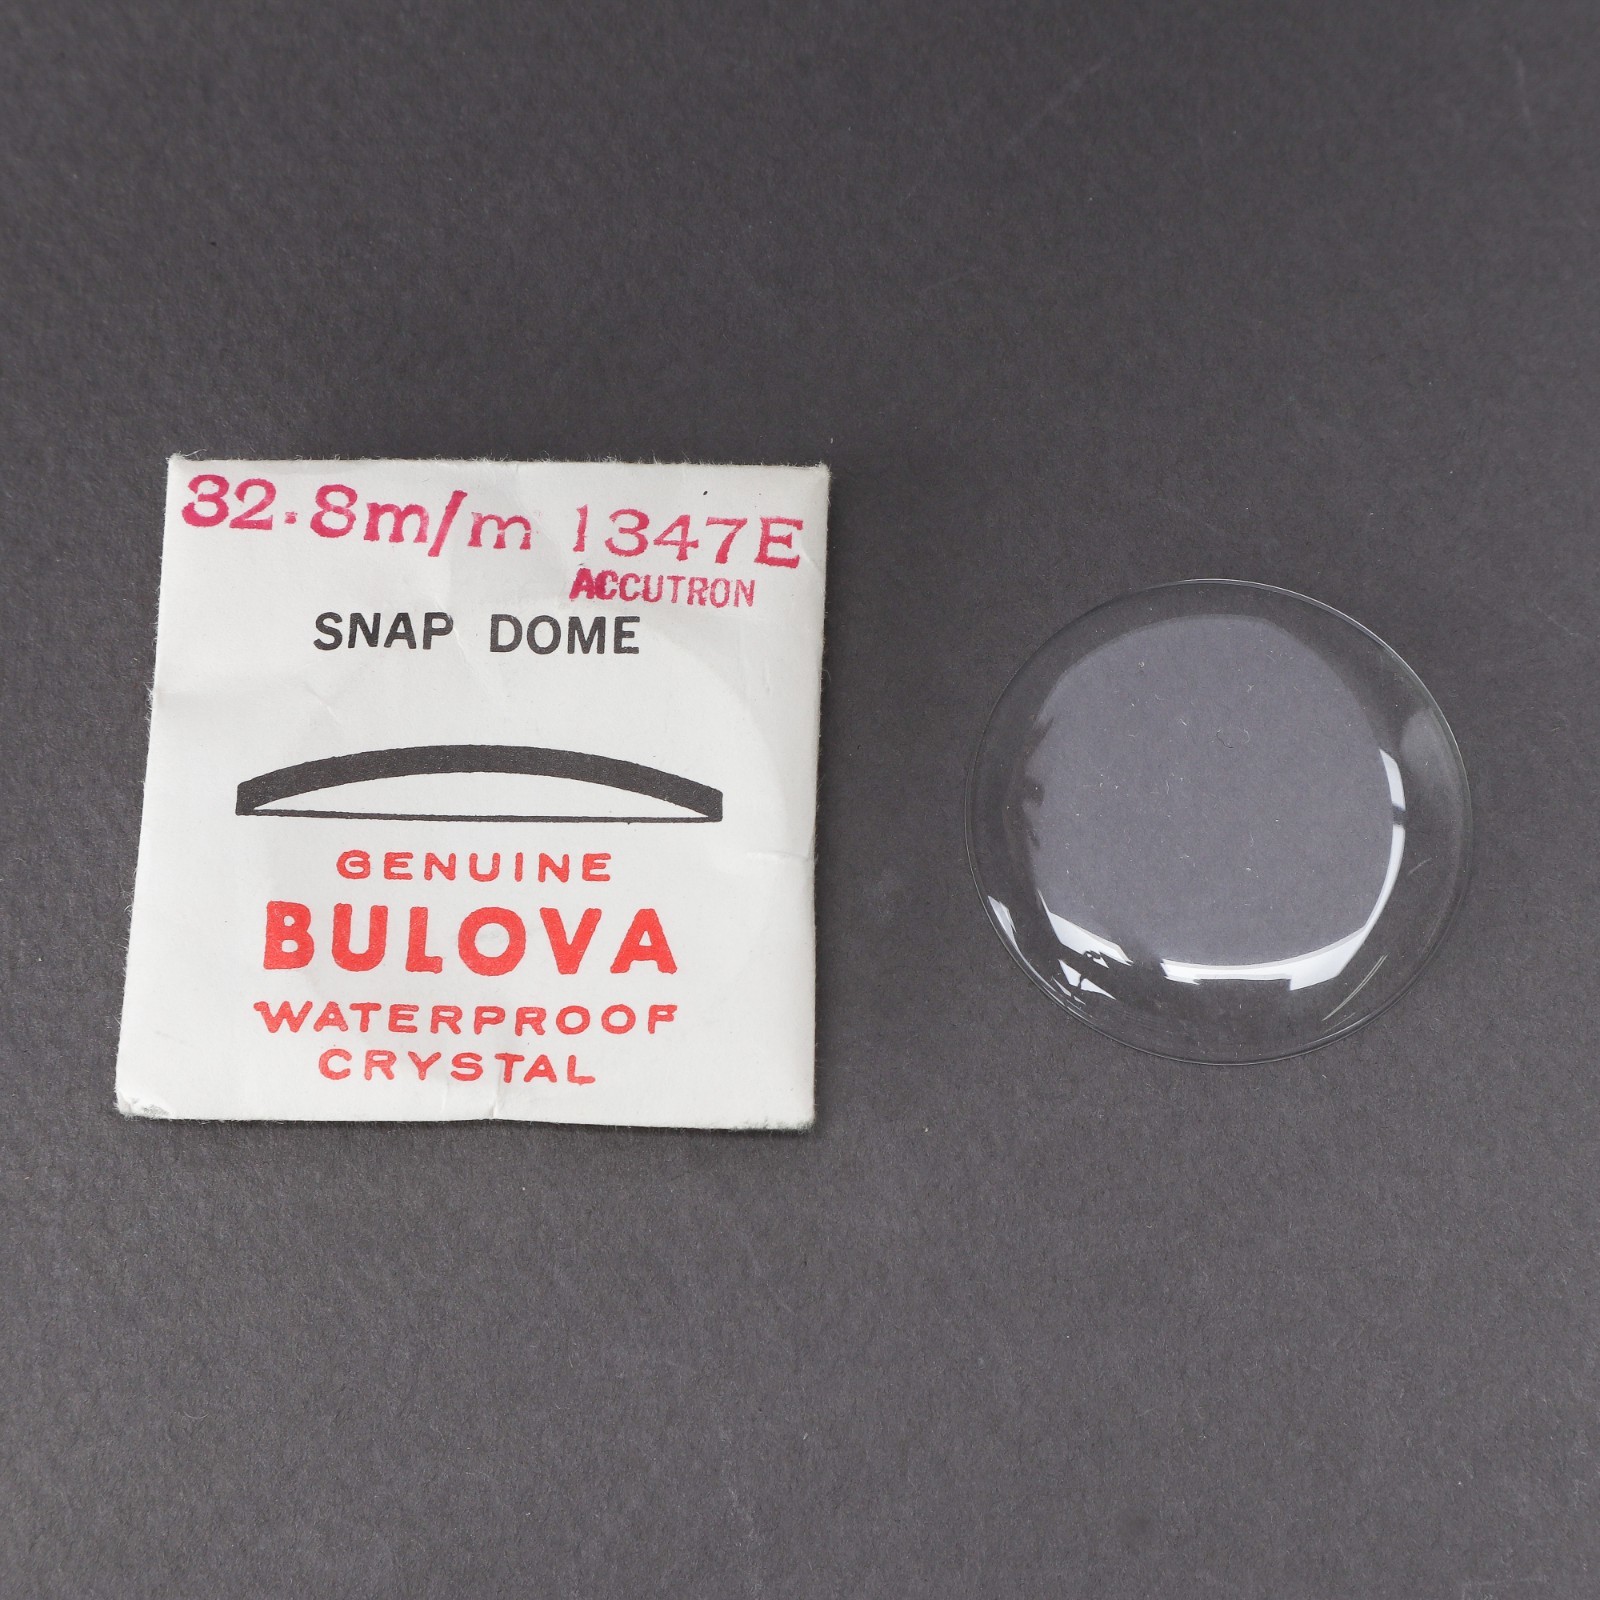 32.8m/m 1347E
ACCUTRON
SNAP DOME
GENUINE
BULOVA
WATERPROOF
CRYSTAL